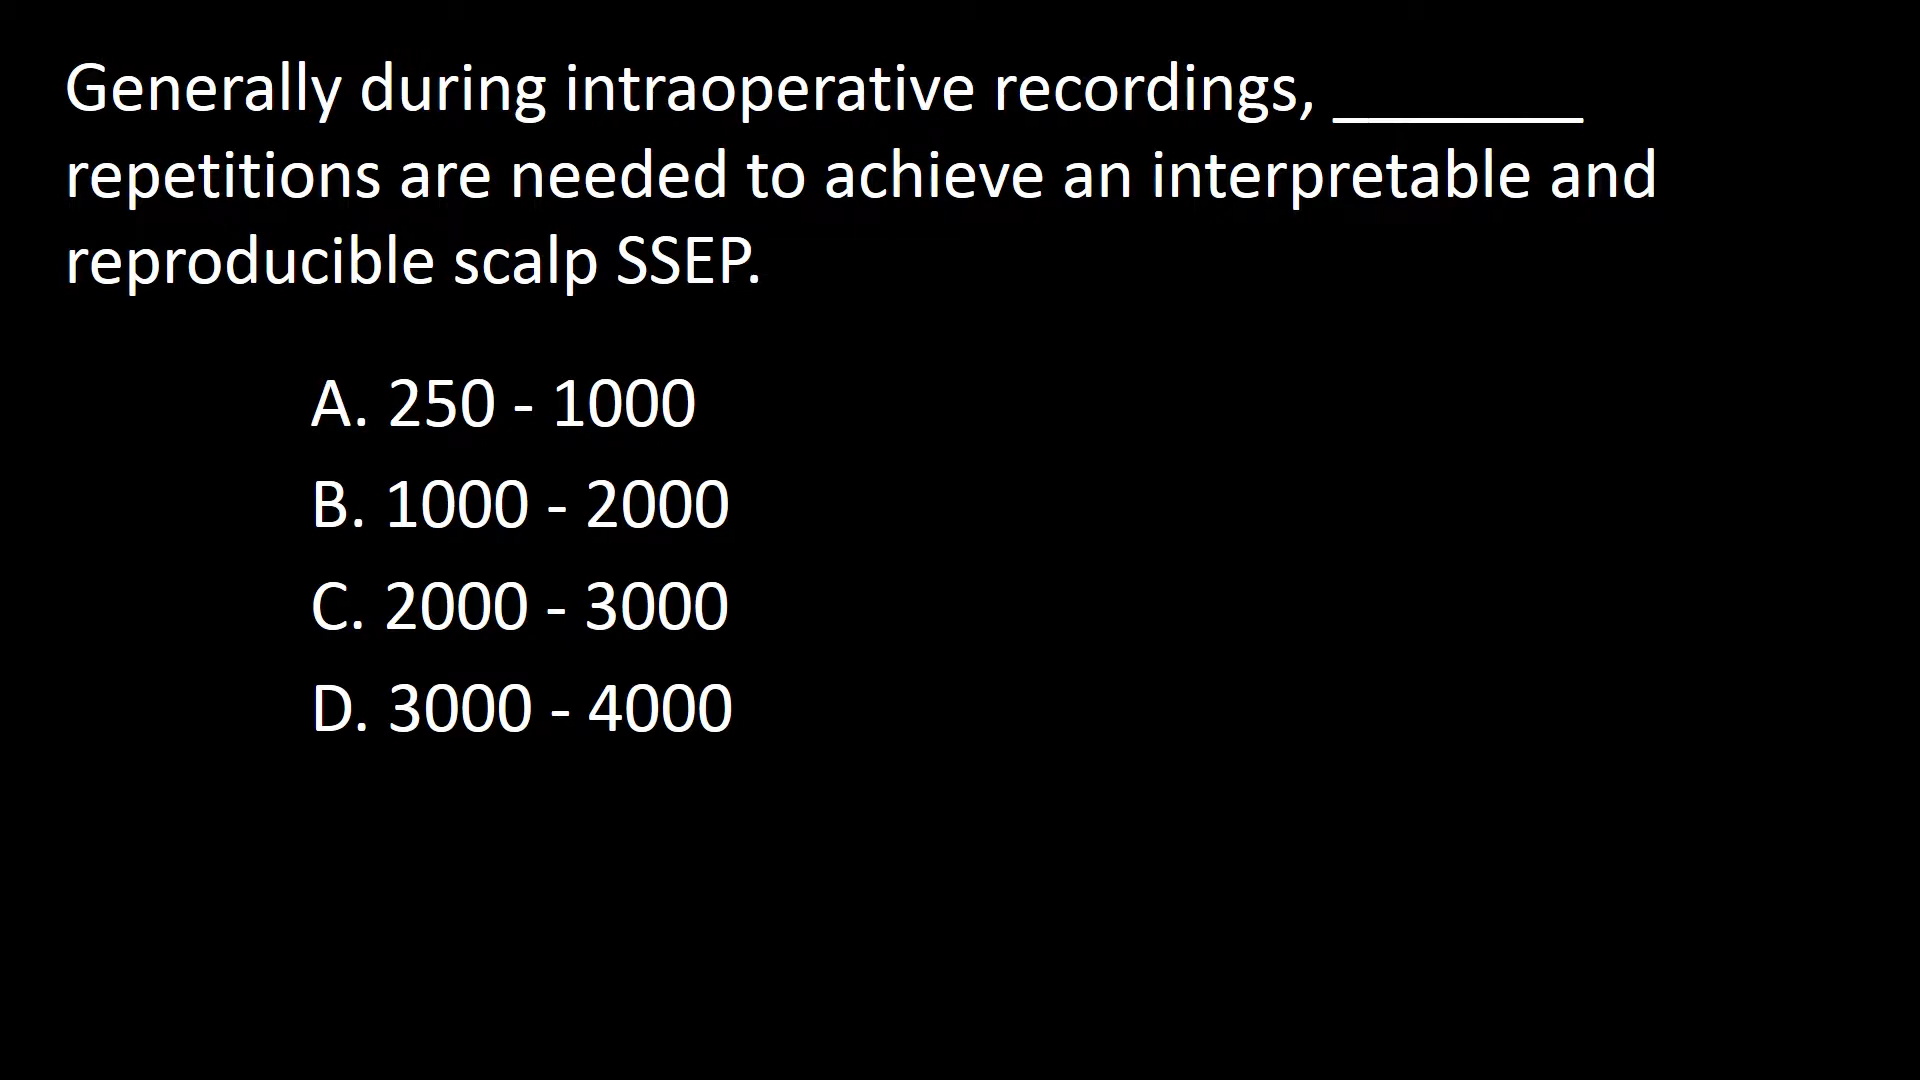 Generally during intraoperative recordings, ________
repetitions are needed to achieve an interpretable and
reproducible scalp SSEP.
A. 250 - 1000
B. 1000 - 2000
C. 2000 - 3000
D. 3000 - 4000